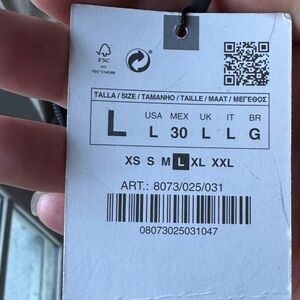 FSC
TALLA / SIZE / TAMANHO / TAILLE / MAAT / ΜΕΓΕΘΟΣ
L
USA MEX UK IT BR
L 30 L L G
XS S M L XL XXL
ART.: 8073/025/031
08073025031047